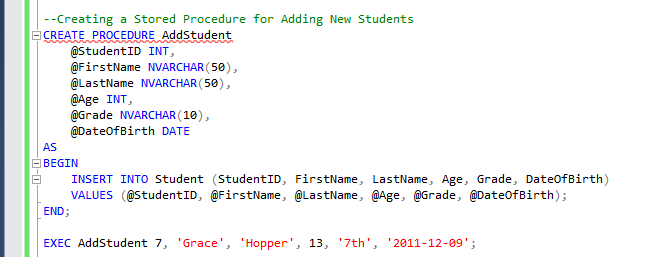 --Creating a Stored Procedure for Adding New Students
CREATE PROCEDURE AddStudent
    @StudentID INT,
    @FirstName NVARCHAR(50),
    @LastName NVARCHAR(50),
    @Age INT,
    @Grade NVARCHAR(10),
    @DateOfBirth DATE
AS
BEGIN
    INSERT INTO Student (StudentID, FirstName, LastName, Age, Grade, DateOfBirth)
    VALUES (@StudentID, @FirstName, @LastName, @Age, @Grade, @DateOfBirth);
END;
EXEC AddStudent 7, 'Grace', 'Hopper', 13, '7th', '2011-12-09';